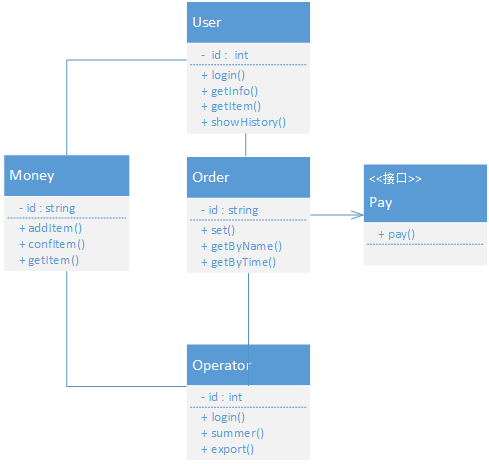 User
- id : int
+ login()
+ getInfo()
+ getItem()
+ showHistory()
Money
- id : string
+ addItem()
+ confItem()
+ getItem()
Order
- id : string
+ set()
+ getByName()
+ getByTime()
<<接口>>
Pay
+ pay()
Operator
- id : int
+ login()
+ summer()
+ export()